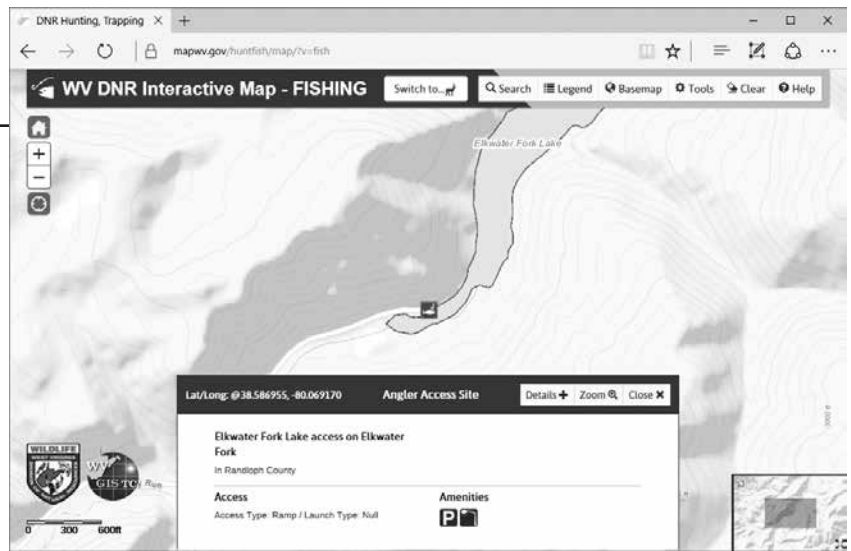 DNR Hunting, Trapping
mapwv.gov/huntfish/map/?v=fish
WV DNR Interactive Map - FISHING
Switch to...
Search
Legend
Basemap
Tools
Clear
Help
Elkwater Fork Lake
Lat/Long: @38.586955, -80.069170
Angler Access Site
Details
Zoom
Close
Elkwater Fork Lake access on Elkwater
Fork
In Randolph County
Access
Amenities
Access Type: Ramp / Launch Type: Null
P
WILDLIFE
WEST VIRGINIA
WV
GIS TC
Run
0 300 600ft